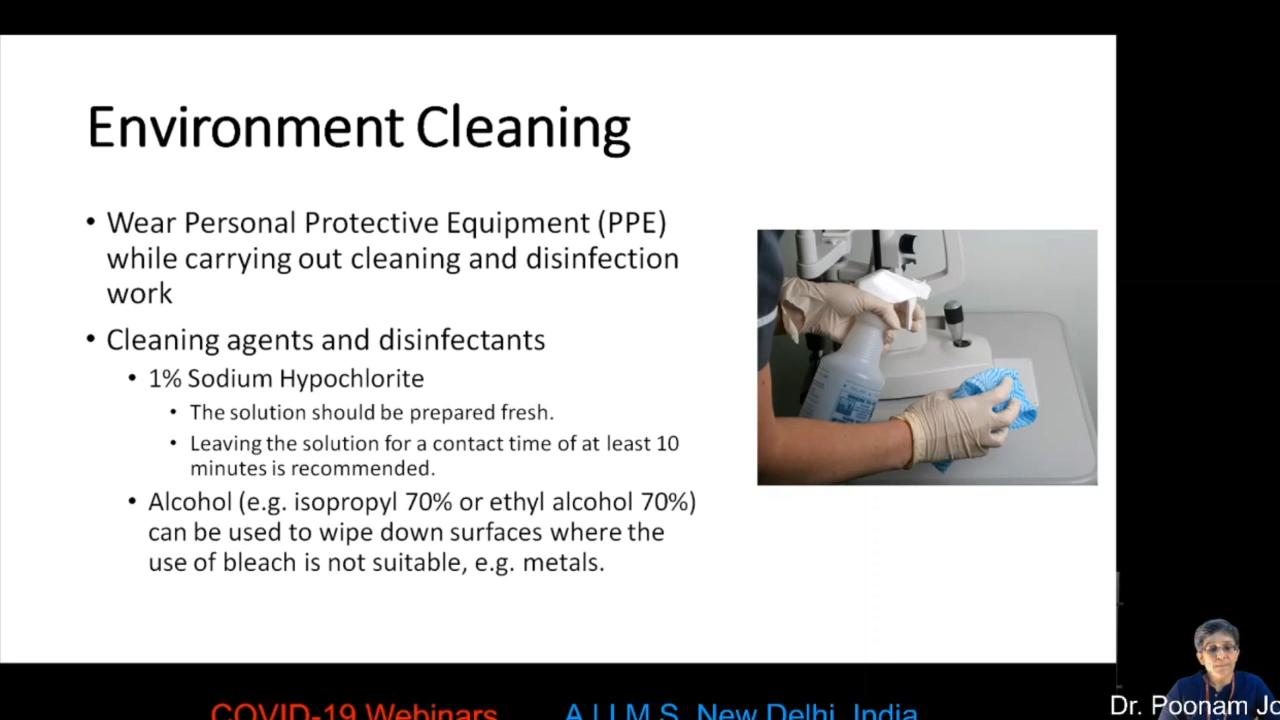 Environment Cleaning
• Wear Personal Protective Equipment (PPE)
while carrying out cleaning and disinfection
work
• Cleaning agents and disinfectants
• 1% Sodium Hypochlorite
• The solution should be prepared fresh.
• Leaving the solution for a contact time of at least 10
minutes is recommended.
• Alcohol (e.g. isopropyl 70% or ethyl alcohol 70%)
can be used to wipe down surfaces where the
use of bleach is not suitable, e.g. metals.
Dr. Poonam Jo
COVID-19 Webinars A.I.I.M.S, New Delhi, India